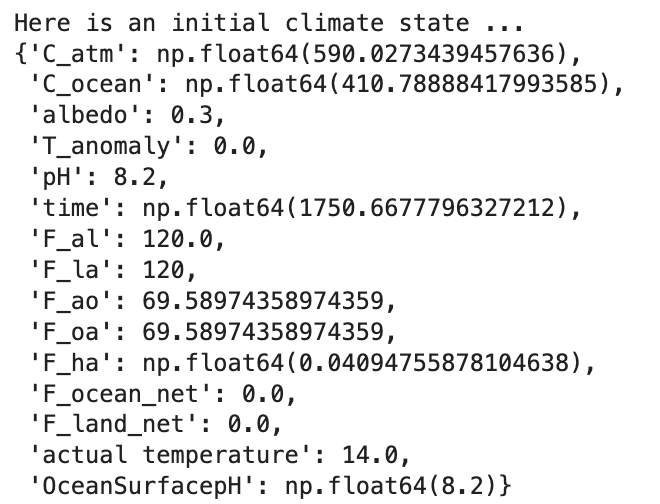 Here is an initial climate state ...
{'C_atm': np.float64(590.0273439457636),
'C_ocean': np.float64(410.78888417993585),
'albedo': 0.3,
'T_anomaly': 0.0,
'pH': 8.2,
'time': np.float64(1750.6677796327212),
'F_al': 120.0,
'F_la': 120,
'F_ao': 69.58974358974359,
'F_oa': 69.58974358974359,
'F_ha': np.float64(0.04094755878104638),
'F_ocean_net': 0.0,
'F_land_net': 0.0,
'actual temperature': 14.0,
'OceanSurfacepH': np.float64(8.2)}